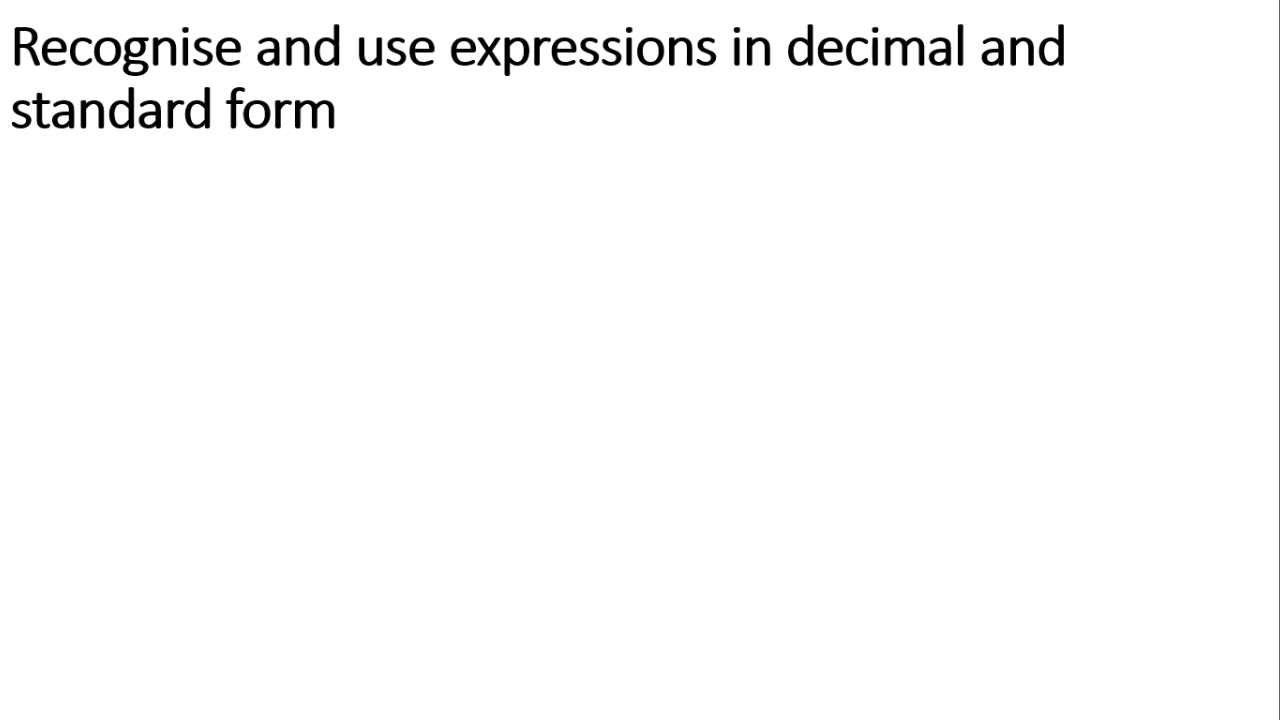 Recognise and use expressions in decimal and
standard form